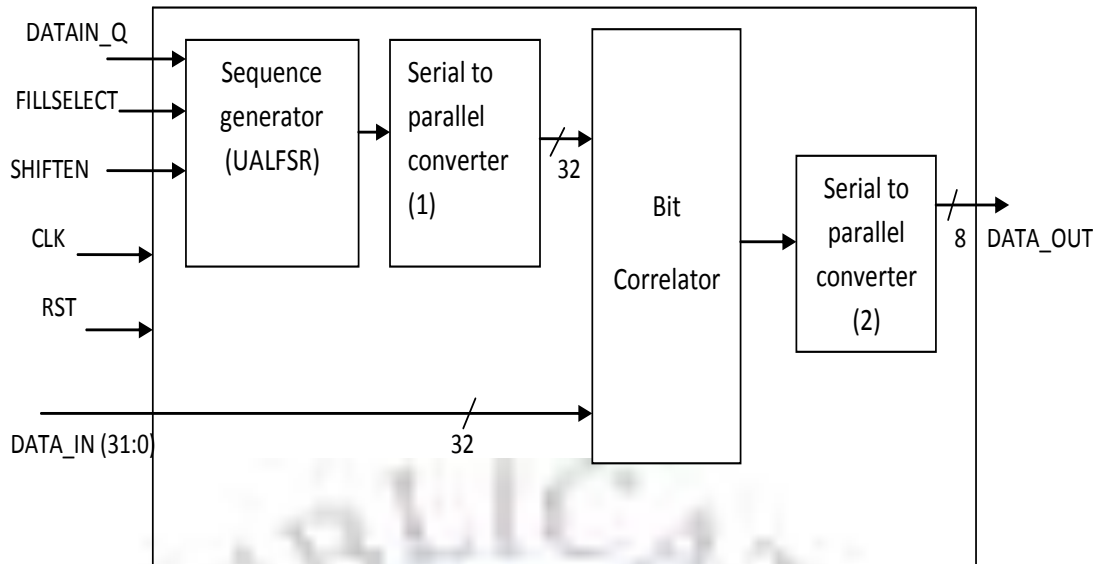 DATAIN_Q
FILLSELECT
SHIFTEN
CLK
RST
DATA_IN (31:0)
Sequence
generator
(UALFSR)
Serial to
parallel
converter
(1)
32
32
Bit
Correlator
Serial to
parallel
converter
(2)
8
DATA_OUT